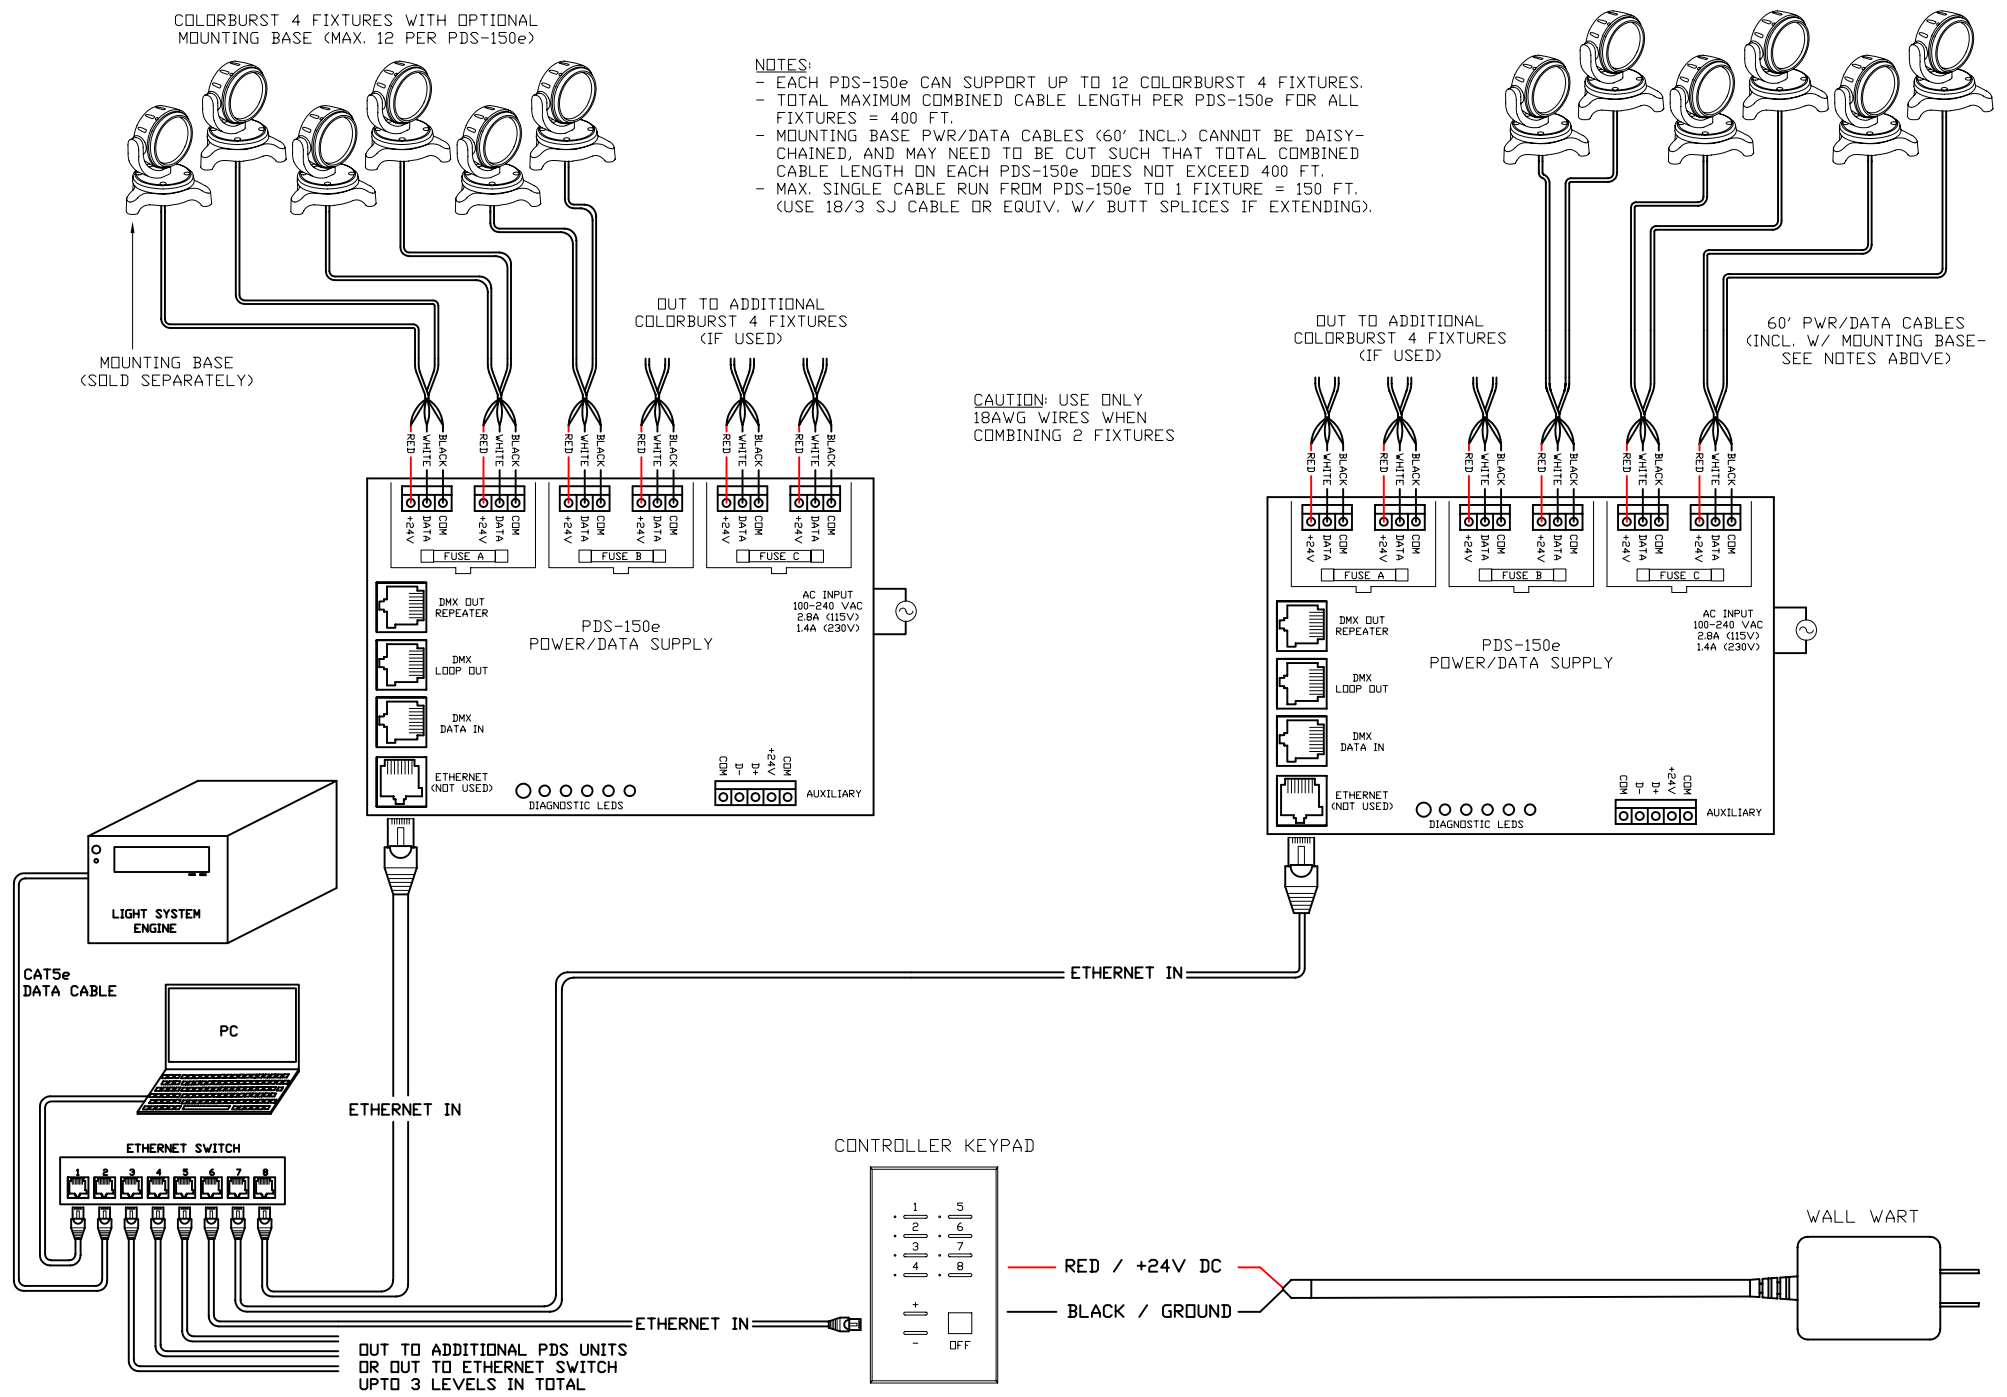 COLORBURST 4 FIXTURES WITH OPTIONAL
MOUNTING BASE (MAX. 12 PER PDS-150e)
NOTES:
- EACH PDS-150e CAN SUPPORT UP TO 12 COLORBURST 4 FIXTURES.
- TOTAL MAXIMUM COMBINED CABLE LENGTH PER PDS-150e FOR ALL
FIXTURES = 400 FT.
- MOUNTING BASE PWR/DATA CABLES (60' INCL.) CANNOT BE DAISY-
CHAINED, AND MAY NEED TO BE CUT SUCH THAT TOTAL COMBINED
CABLE LENGTH ON EACH PDS-150e DOES NOT EXCEED 400 FT.
- MAX. SINGLE CABLE RUN FROM PDS-150e TO 1 FIXTURE = 150 FT.
(USE 18/3 SJ CABLE OR EQUIV. W/ BUTT SPLICES IF EXTENDING).
MOUNTING BASE
(SOLD SEPARATELY)
OUT TO ADDITIONAL
COLORBURST 4 FIXTURES
(IF USED)
OUT TO ADDITIONAL
COLORBURST 4 FIXTURES
(IF USED)
60' PWR/DATA CABLES
(INCL. W/ MOUNTING BASE-
SEE NOTES ABOVE)
CAUTION: USE ONLY
18AWG WIRES WHEN
COMBINING 2 FIXTURES
RED WHITE BLACK RED WHITE BLACK RED WHITE BLACK RED WHITE BLACK RED WHITE BLACK RED WHITE BLACK
+24V DATA COM +24V DATA COM +24V DATA COM +24V DATA COM +24V DATA COM +24V DATA COM
FUSE A FUSE B FUSE C
DMX OUT
REPEATER
DMX
LOOP OUT
DMX
DATA IN
ETHERNET
(NOT USED)
PDS-150e
POWER/DATA SUPPLY
AC INPUT
100-240 VAC
2.8A (115V)
1.4A (230V)
DIAGNOSTIC LEDS
COM D- D+ +24V COM
AUXILIARY
RED WHITE BLACK RED WHITE BLACK RED WHITE BLACK RED WHITE BLACK RED WHITE BLACK RED WHITE BLACK
+24V DATA COM +24V DATA COM +24V DATA COM +24V DATA COM +24V DATA COM +24V DATA COM
FUSE A FUSE B FUSE C
DMX OUT
REPEATER
DMX
LOOP OUT
DMX
DATA IN
ETHERNET
(NOT USED)
PDS-150e
POWER/DATA SUPPLY
AC INPUT
100-240 VAC
2.8A (115V)
1.4A (230V)
DIAGNOSTIC LEDS
COM D- D+ +24V COM
AUXILIARY
LIGHT SYSTEM
ENGINE
CAT5e
DATA CABLE
PC
ETHERNET IN
ETHERNET IN
ETHERNET SWITCH
1 2 3 4 5 6 7 8
ETHERNET IN
OUT TO ADDITIONAL PDS UNITS
OR OUT TO ETHERNET SWITCH
UPTO 3 LEVELS IN TOTAL
CONTROLLER KEYPAD
1 5
2 6
3 7
4 8
+
-
OFF
RED / +24V DC
BLACK / GROUND
WALL WART